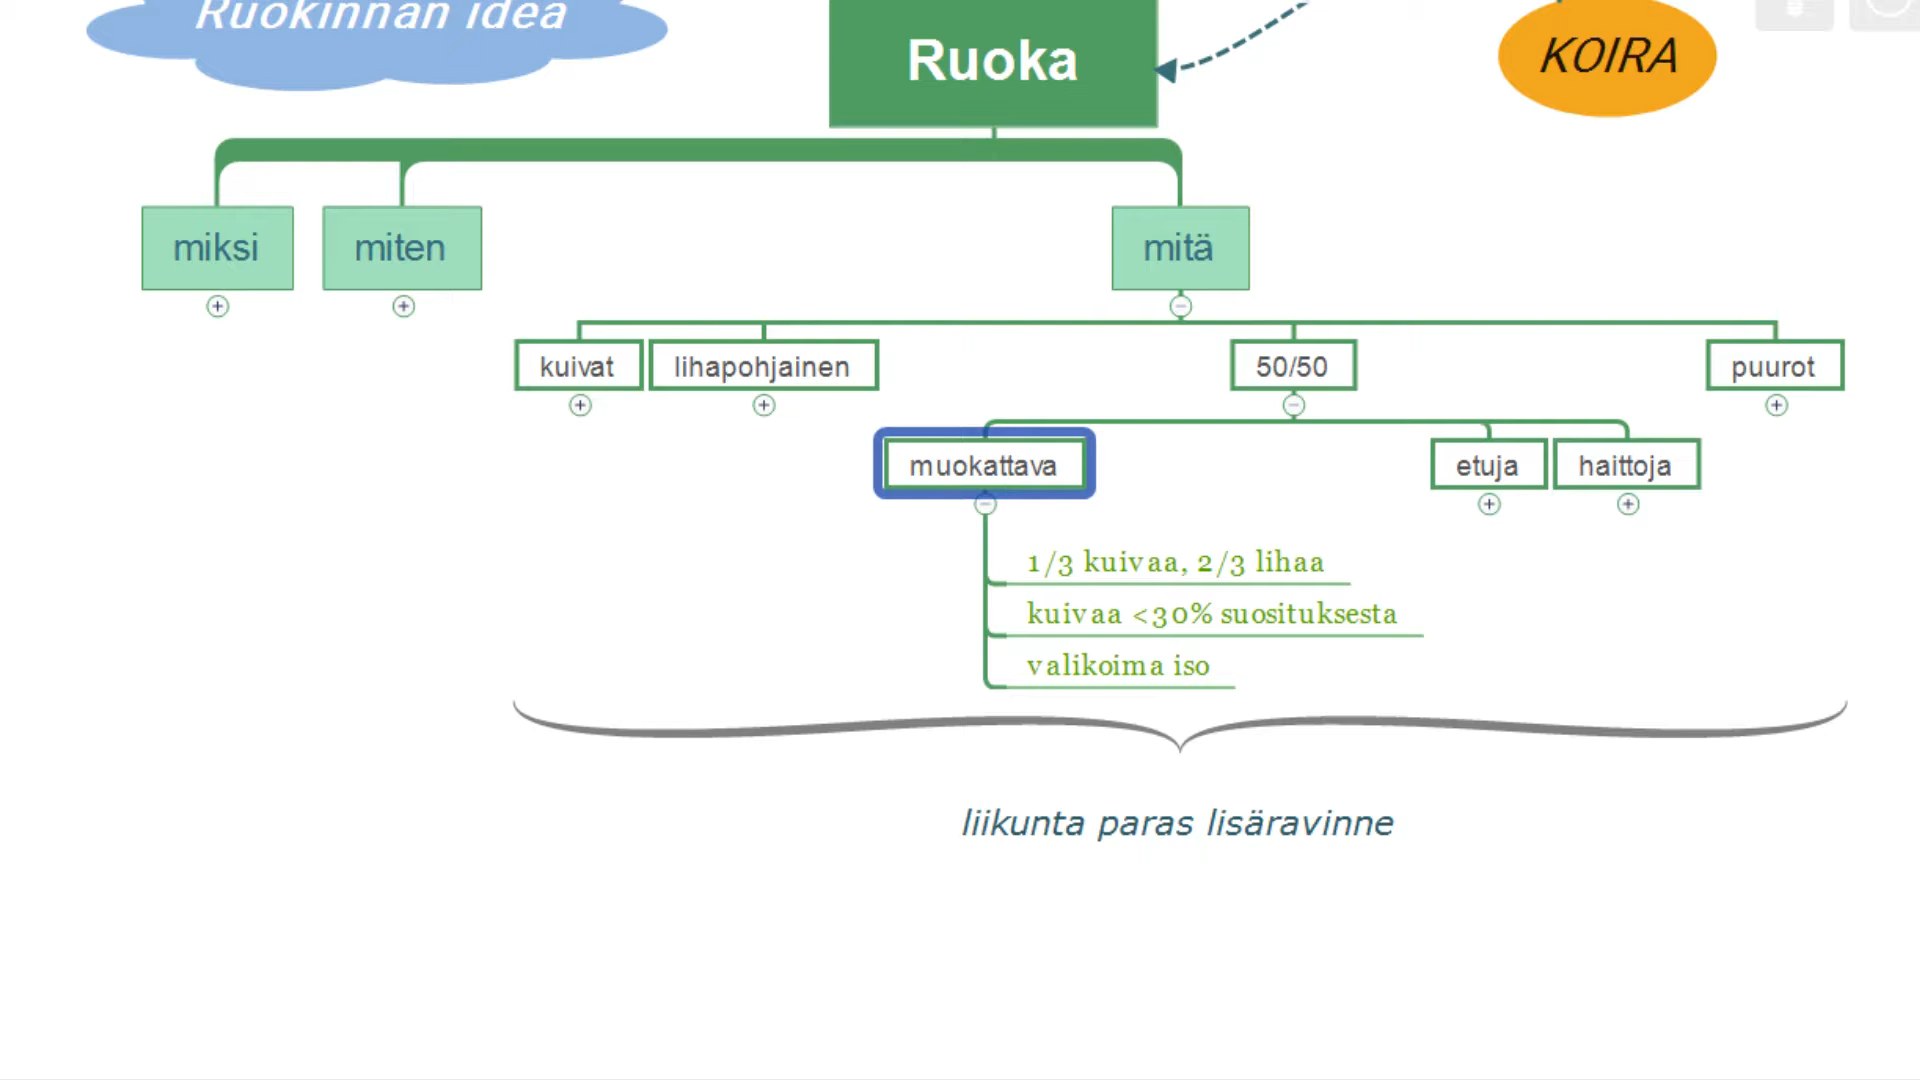 Ruokinnan idea
Ruoka
KOIRA
miksi
miten
mitä
kuivat
lihapohjainen
50/50
puurot
muokattava
etuja
haittoja
1/3 kuivaa, 2/3 lihaa
kuivaa <30% suosituksesta
valikoima iso
liikunta paras lisäravinne